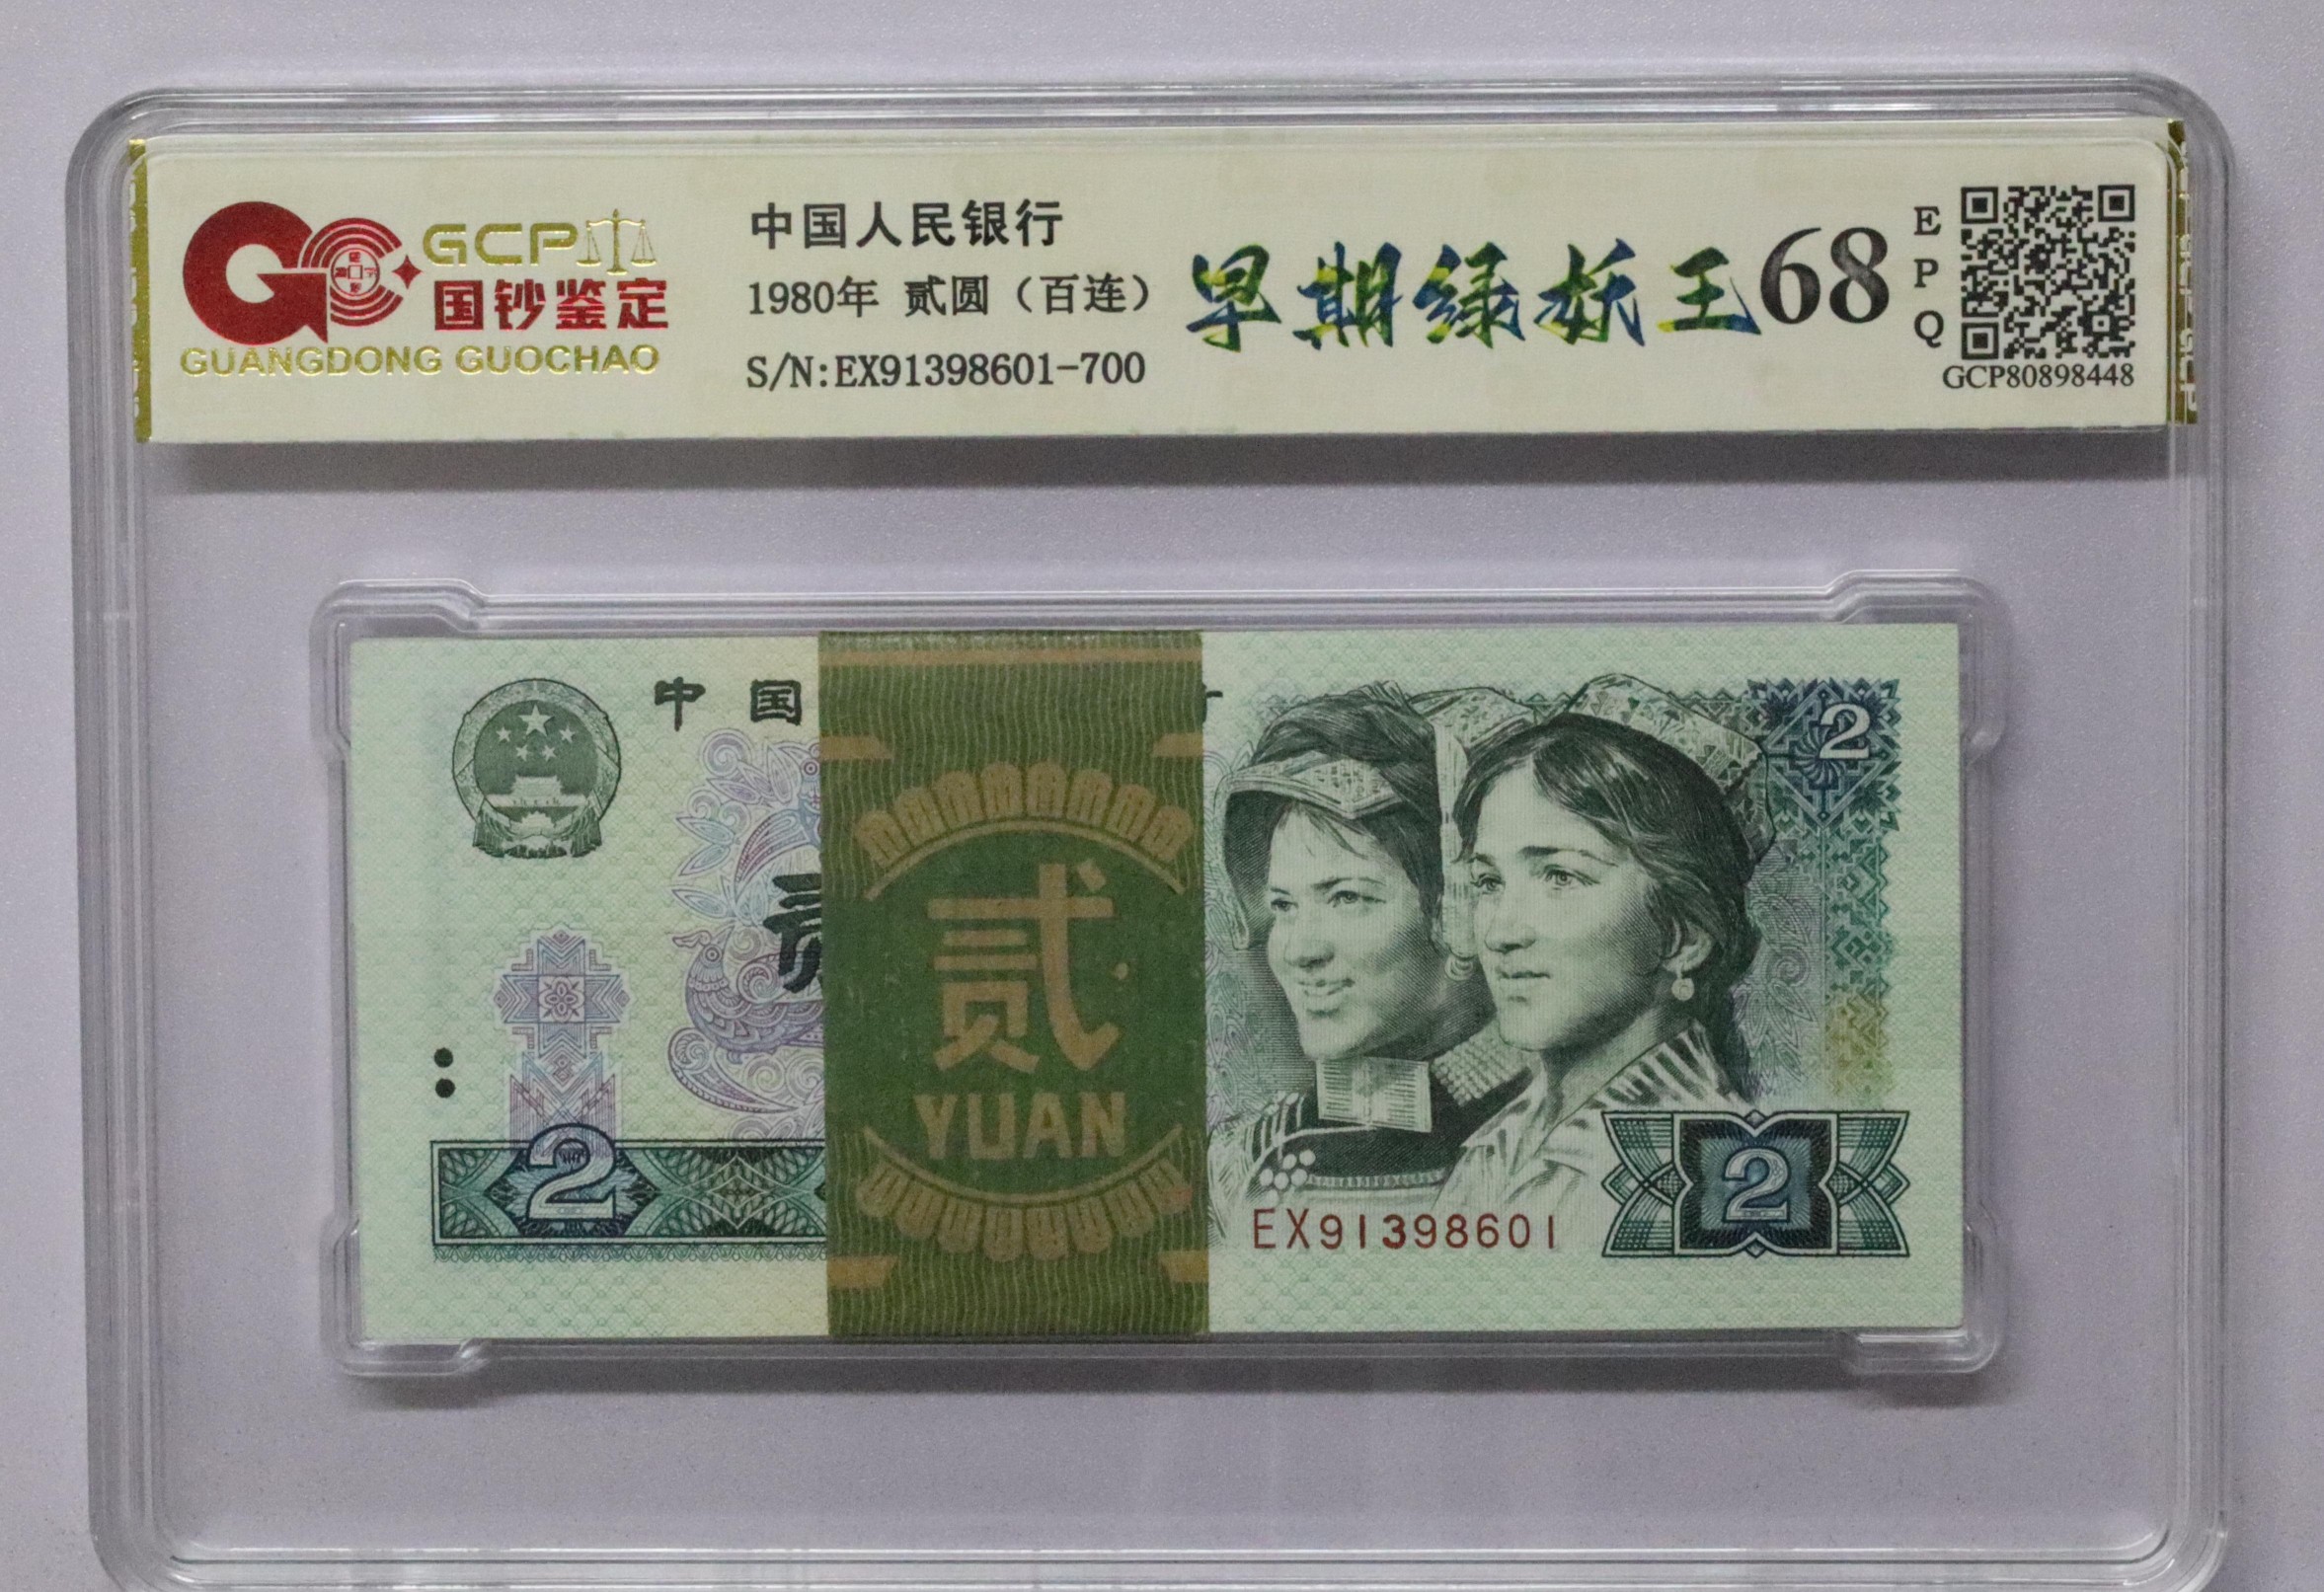 GCP
国钞鉴定
GUANGDONG GUOCHAO
中国人民银行
1980年 贰圆（百连）
S/N:EX91398601-700
早期绿妖王
68
EPQ
GCP80898448
中国
2
贰
YUAN
2
EX91398601
2